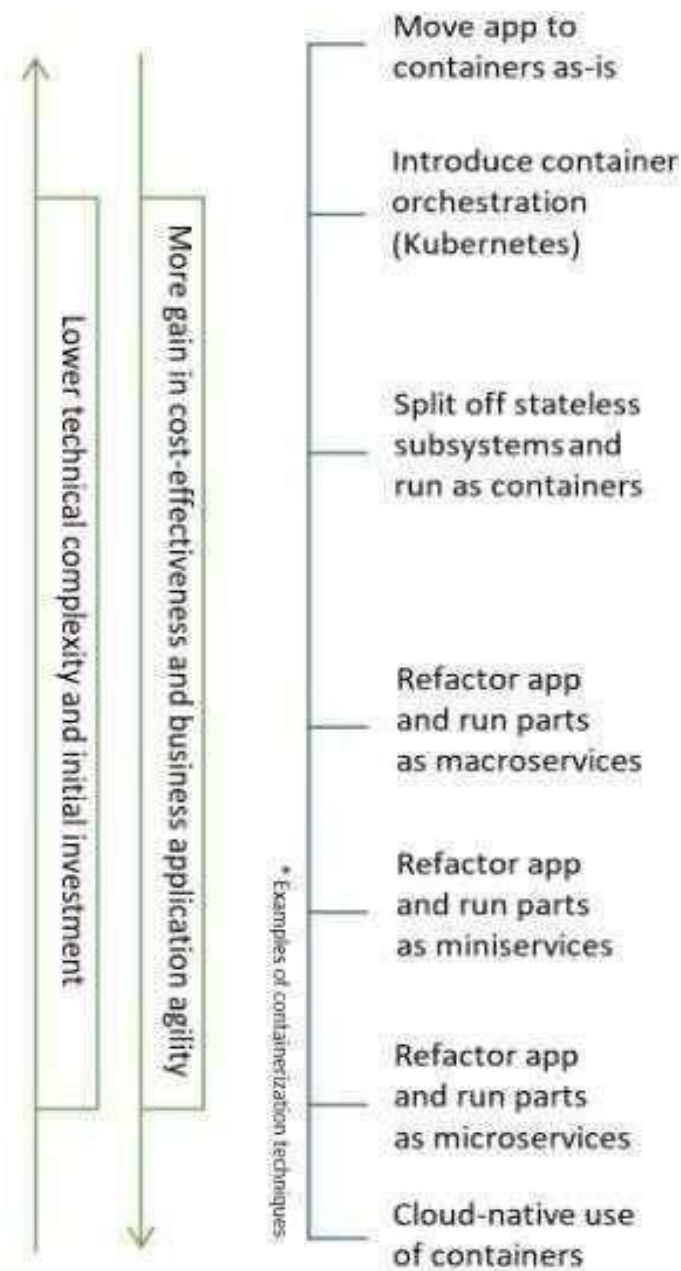 Move app to
containers as-is
Introduce container
orchestration
(Kubernetes)
Split off stateless
subsystems and
run as containers
Refactor app
and run parts
as macroservices
Refactor app
and run parts
as miniservices
Refactor app
and run parts
as microservices
Cloud-native use
of containers
* Examples of containerization techniques
More gain in cost-effectiveness and business application agility
Lower technical complexity and initial investment